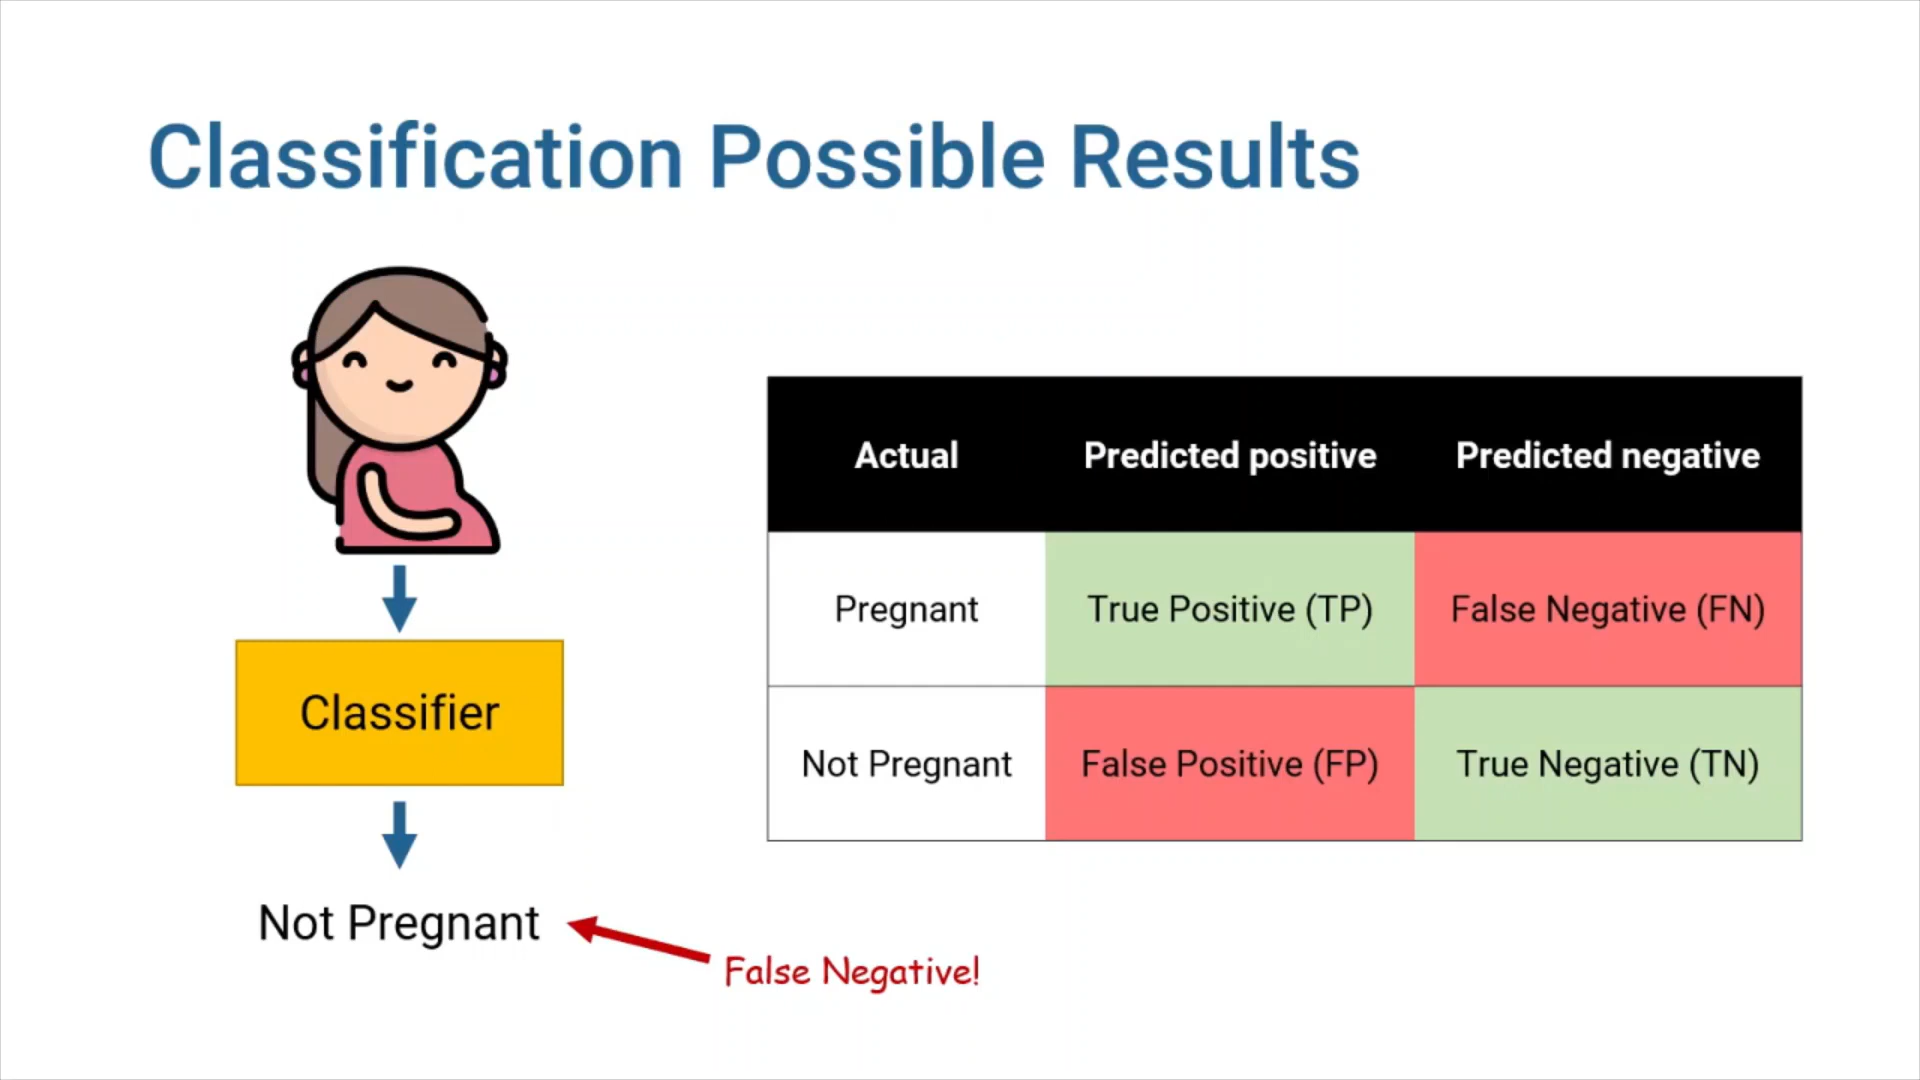 Classification Possible Results
Classifier
Not Pregnant
False Negative!
Actual Predicted positive Predicted negative
Pregnant True Positive (TP) False Negative (FN)
Not Pregnant False Positive (FP) True Negative (TN)